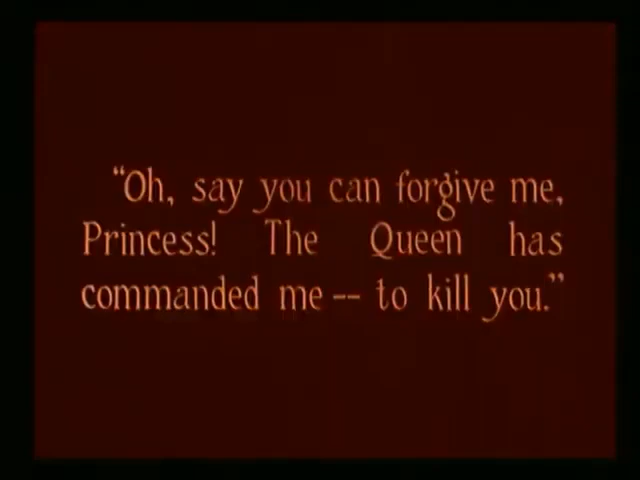 “Oh, say you can forgive me,
Princess! The Queen has
commanded me -- to kill you.”